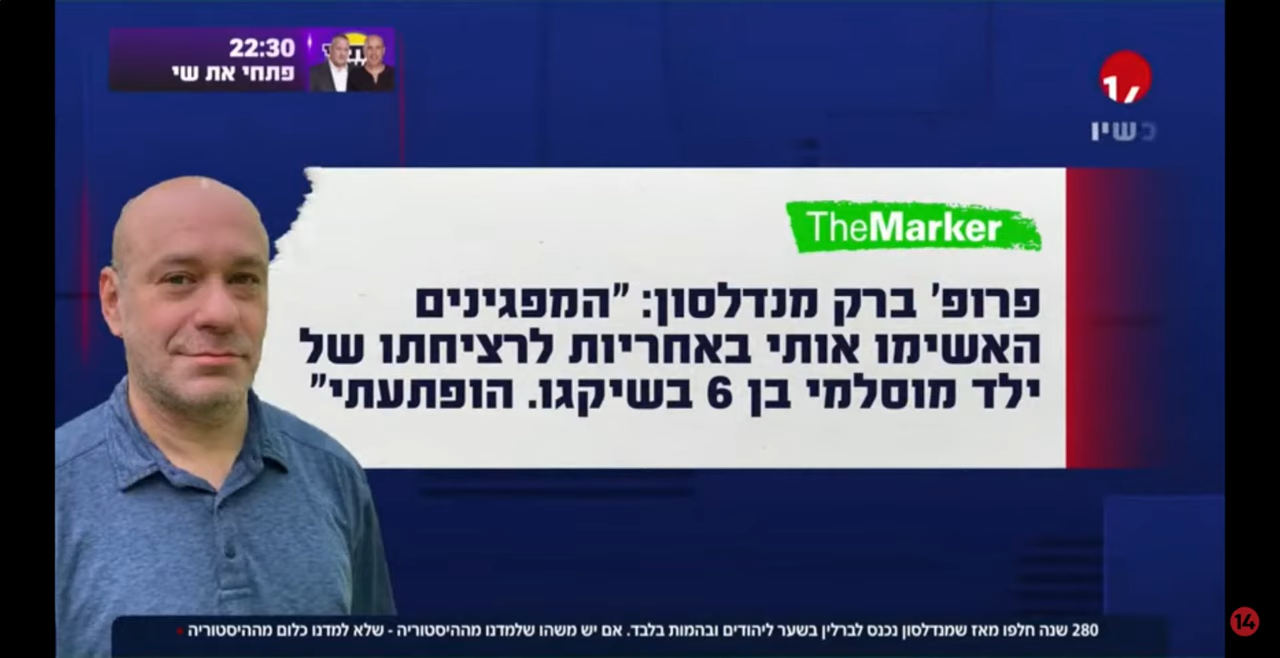 22:30
פתחי את שי
14
עכשיו
TheMarker
פרופ' ברק מנדלסון: "המפגינים
האשימו אותי באחריות לרציחתו של
ילד מוסלמי בן 6 בשיקגו. הופתעתי"
280 שנה חלפו מאז שמנדלסון נכנס לברלין בשער ליהודים ובהמות בלבד. אם יש משהו שלמדנו מההיסטוריה - שלא למדנו כלום מההיסטוריה
14